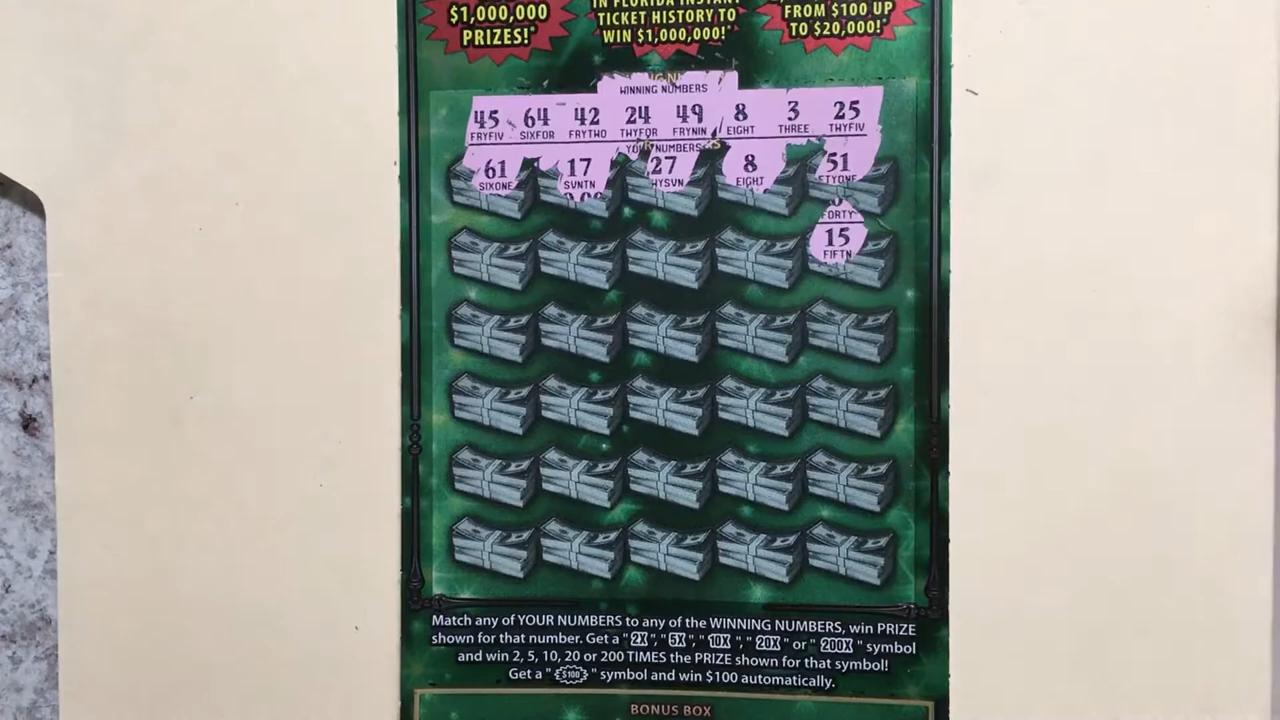 $1,000,000
PRIZES!*
IN FLORIDA INSTANT
TICKET HISTORY TO
WIN $1,000,000!*
FROM $100 UP
TO $20,000!*
WINNING NUMBERS
45 64 42 24 49 8 3 25
FRYFIV SIXFOR FRYTWO TWYFOR FRYNIN EIGHT THREE TWYFIV
YOUR NUMBERS
61 17 27 8 51
SIXONE SVNTN WYSVN EIGHT FTYONE
FORTY
15
FIFTN
Match any of YOUR NUMBERS to any of the WINNING NUMBERS, win PRIZE
shown for that number. Get a "2X", "5X", "10X", "20X" or "200X" symbol
and win 2, 5, 10, 20 or 200 TIMES the PRIZE shown for that symbol!
Get a "$100" symbol and win $100 automatically.
BONUS BOX